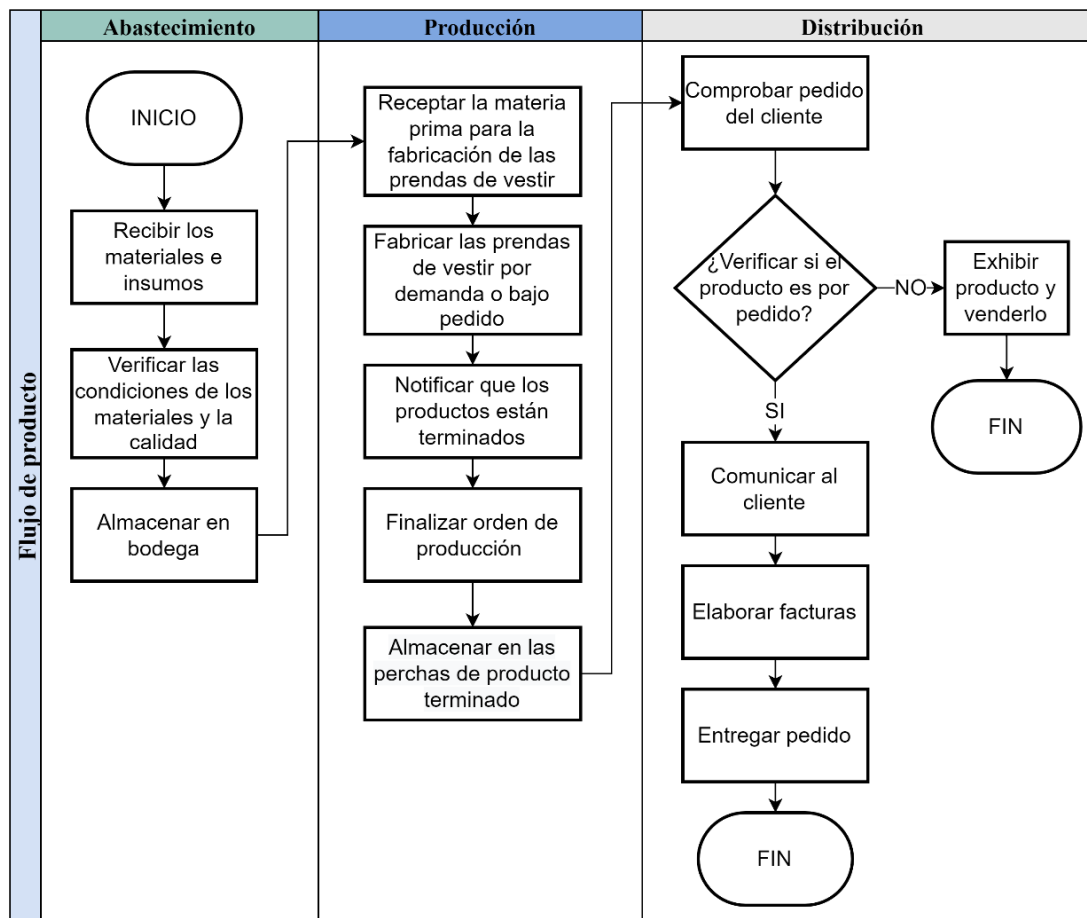 Flujo de producto
Abastecimiento
INICIO
Recibir los
materiales e
insumos
Verificar las
condiciones de los
materiales y la
calidad
Almacenar en
bodega
Producción
Receptar la materia
prima para la
fabricación de las
prendas de vestir
Fabricar las prendas
de vestir por
demanda o bajo
pedido
Notificar que los
productos están
terminados
Finalizar orden de
producción
Almacenar en las
perchas de producto
terminado
Distribución
Comprobar pedido
del cliente
¿Verificar si el
producto es por
pedido?
NO
Exhibir
producto y
venderlo
FIN
SI
Comunicar al
cliente
Elaborar facturas
Entregar pedido
FIN